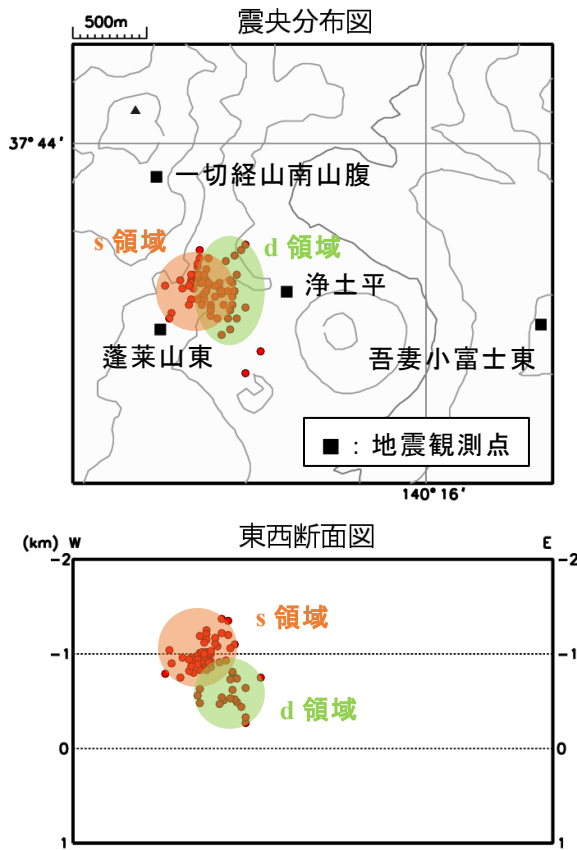 震央分布図
500m
37°44′
一切経山南山腹
s 領域
d 領域
浄土平
蓬莱山東
吾妻小富士東
■：地震観測点
140°16′
東西断面図
(km) W
E
-2
-2
s 領域
-1
-1
d 領域
0
0
1
1